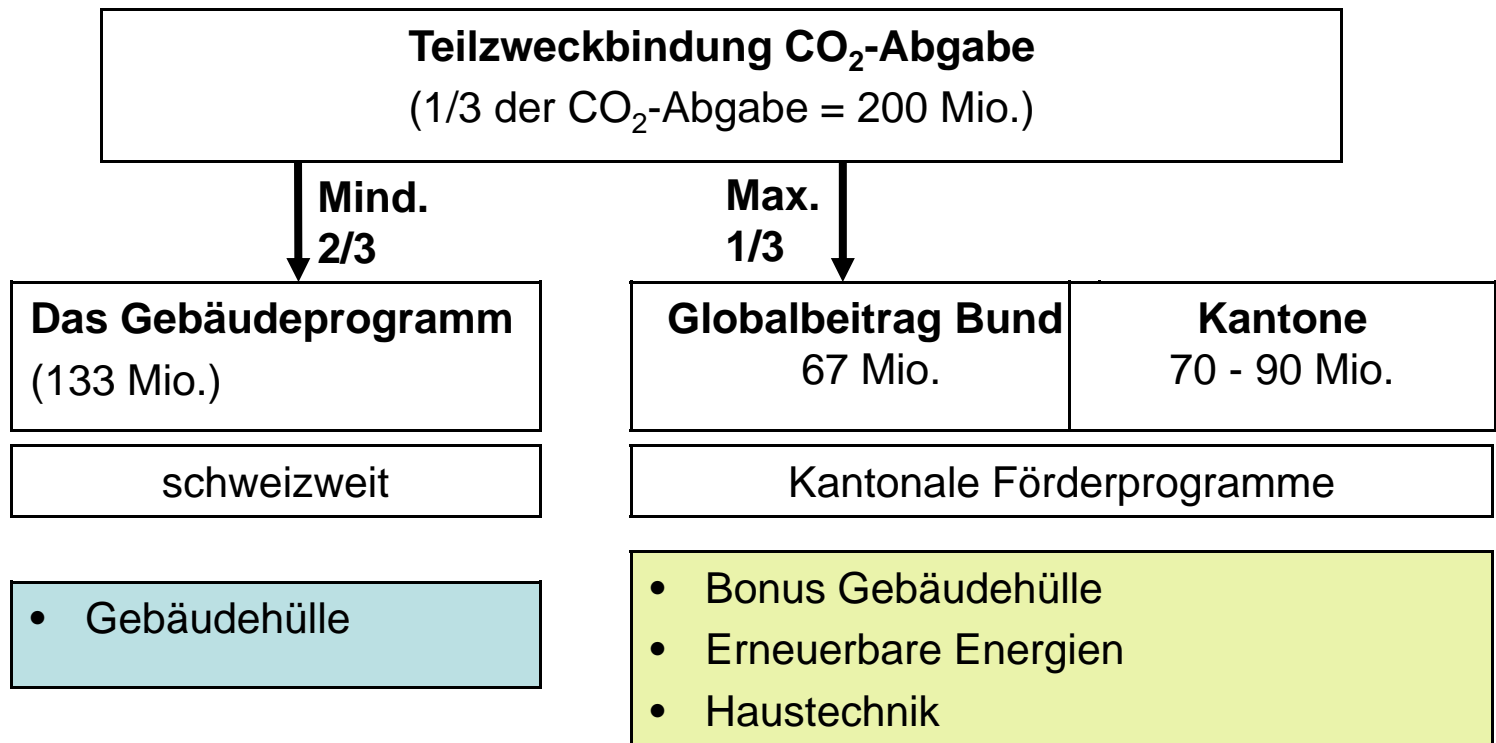 Teilzweckbindung CO₂-Abgabe
(1/3 der CO₂-Abgabe = 200 Mio.)
Mind.
2/3
Max.
1/3
Das Gebäudeprogramm
(133 Mio.)
Globalbeitrag Bund
67 Mio.
Kantone
70 - 90 Mio.
schweizweit
Kantonale Förderprogramme
• Gebäudehülle
• Bonus Gebäudehülle
• Erneuerbare Energien
• Haustechnik